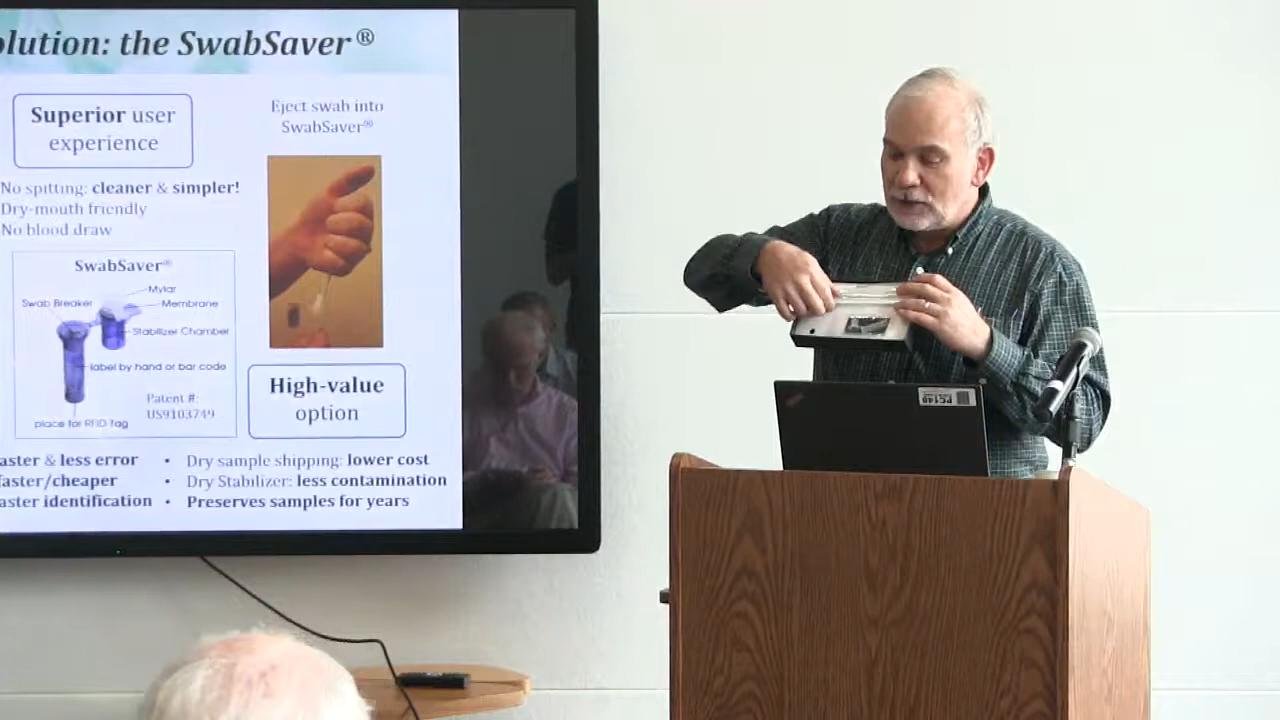 olution: the SwabSaver®
Superior user
experience
Eject swab into
SwabSaver®
No spitting: cleaner & simpler!
Dry-mouth friendly
No blood draw
SwabSaver®
Mylar
Swab Breaker
Membrane
Stabilizer Chamber
label by hand or bar code
Patent #:
US9103749
place for RFID Tag
High-value
option
aster & less error
faster/cheaper
aster identification
• Dry sample shipping: lower cost
• Dry Stabilizer: less contamination
• Preserves samples for years
PC140